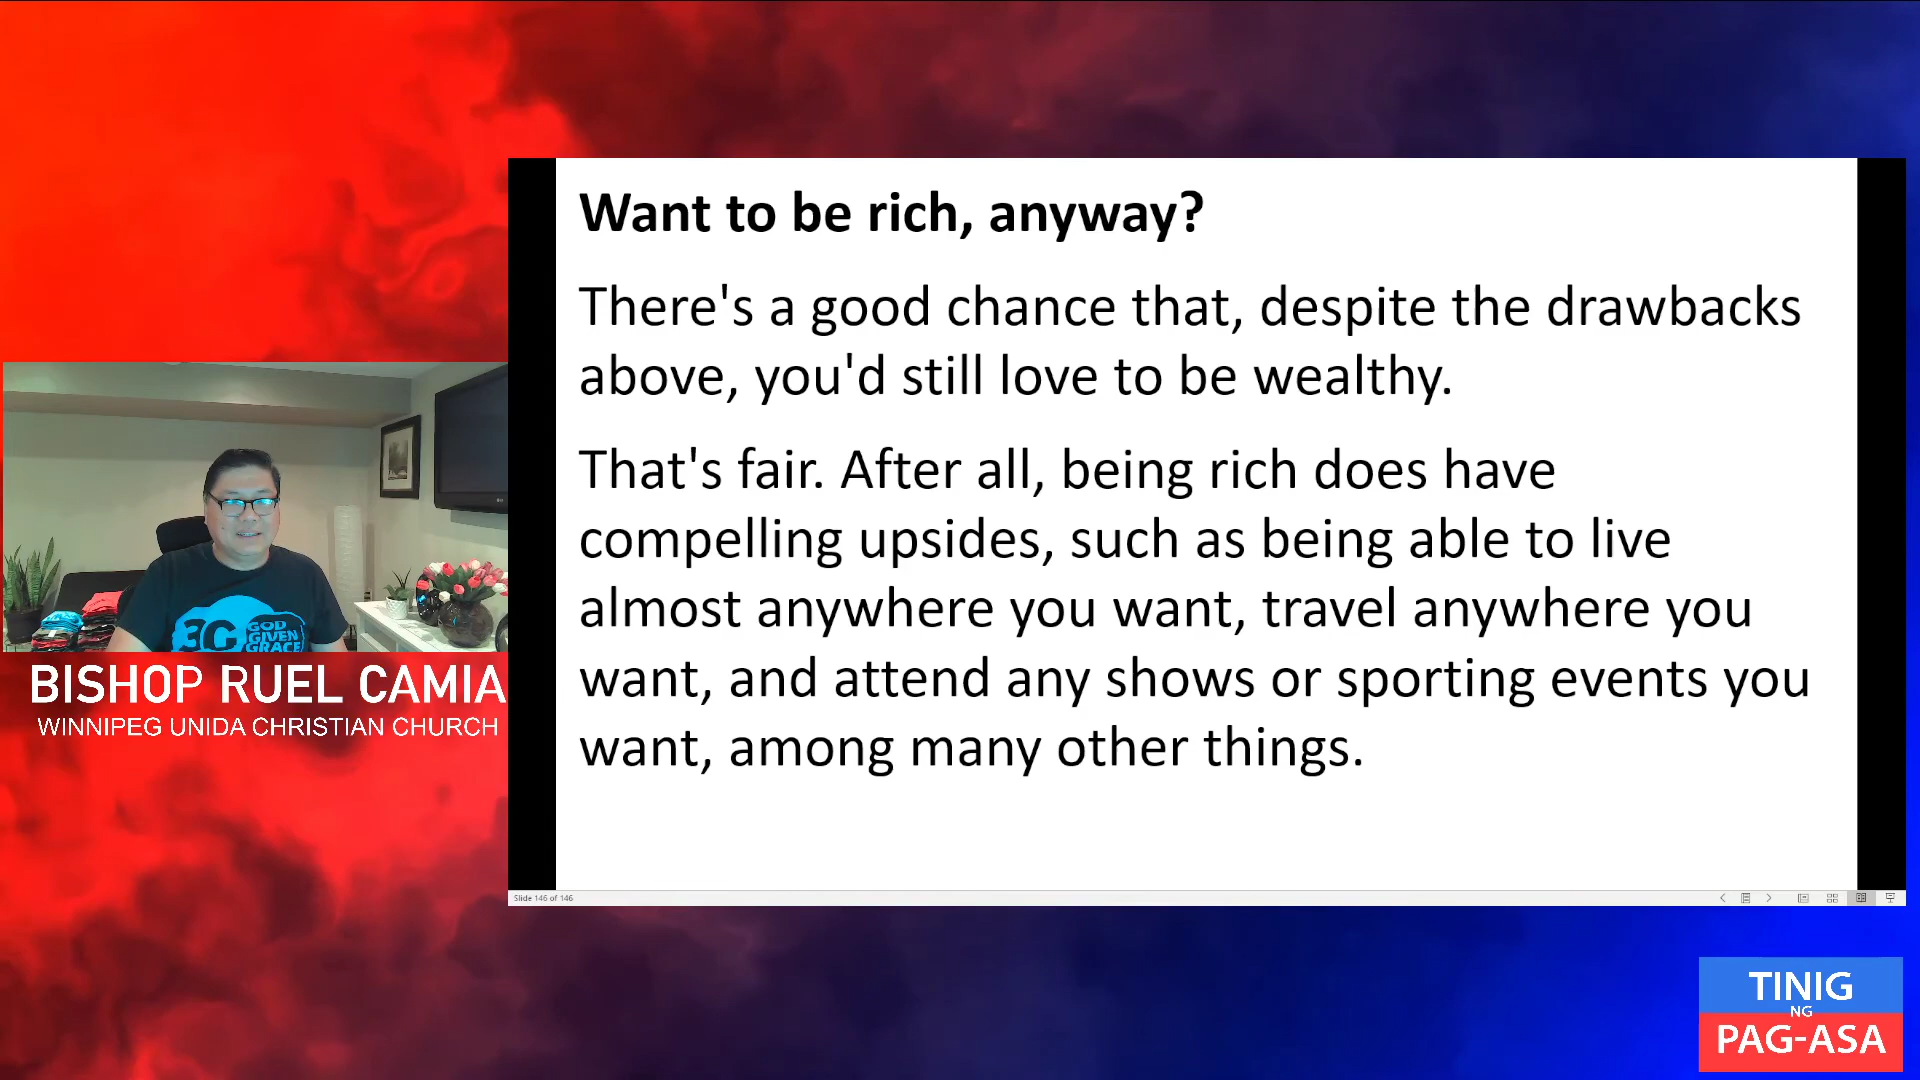 Want to be rich, anyway?
There's a good chance that, despite the drawbacks
above, you'd still love to be wealthy.
That's fair. After all, being rich does have
compelling upsides, such as being able to live
almost anywhere you want, travel anywhere you
want, and attend any shows or sporting events you
want, among many other things.
3G GOD
GIVEN
GRACE
BISHOP RUEL CAMIA
WINNIPEG UNIDA CHRISTIAN CHURCH
Slide 146 of 146
TINIG
NG
PAG-ASA